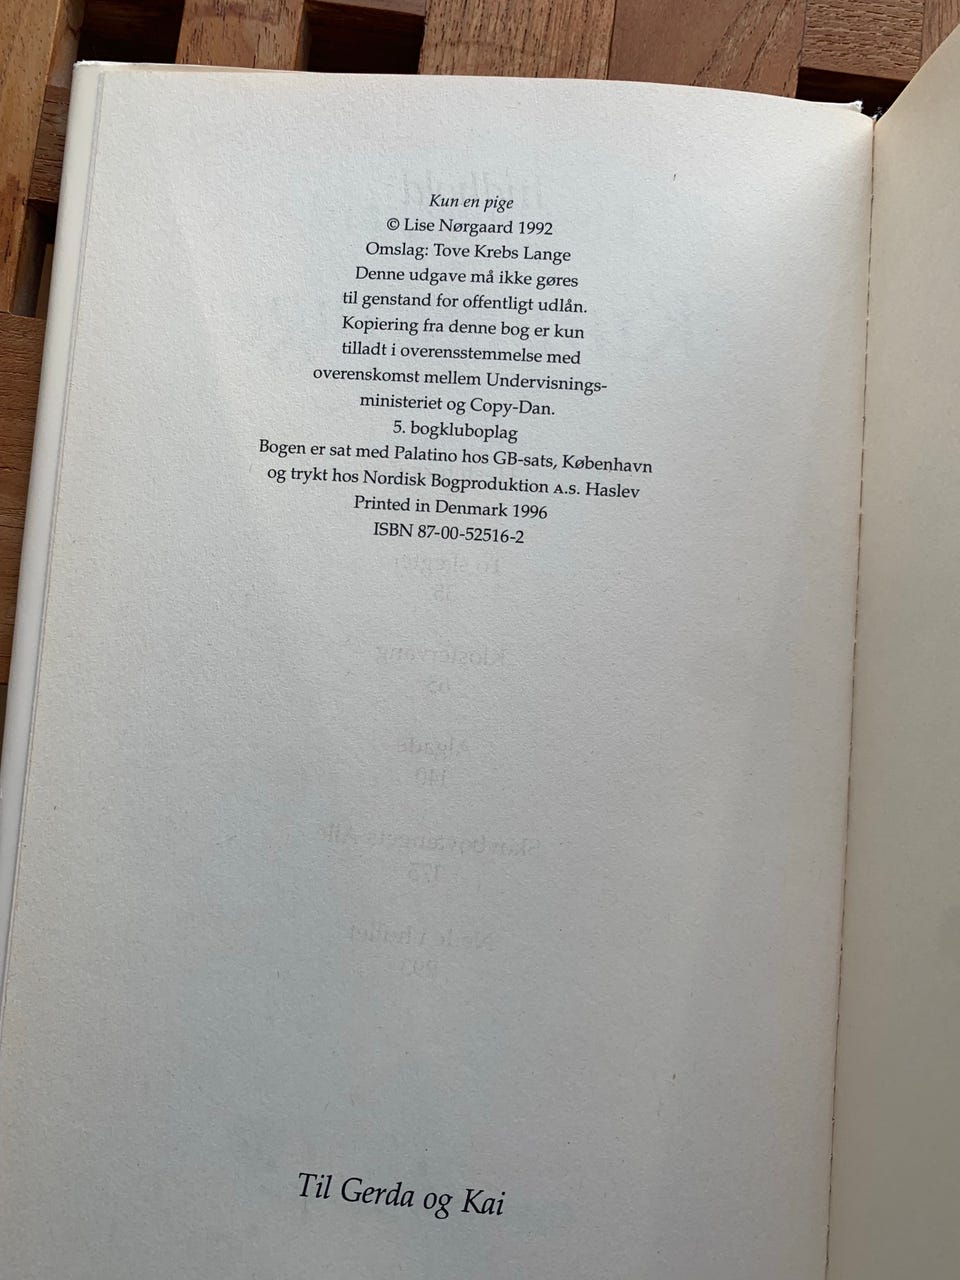 Kun en pige
© Lise Nørgaard 1992
Omslag: Tove Krebs Lange
Denne udgave må ikke gøres
til genstand for offentligt udlån.
Kopiering fra denne bog er kun
tilladt i overensstemmelse med
overenskomst mellem Undervisnings-
ministeriet og Copy-Dan.
5. bogkluboplag
Bogen er sat med Palatino hos GB-sats, København
og trykt hos Nordisk Bogproduktion A.S. Haslev
Printed in Denmark 1996
ISBN 87-00-52516-2
Til Gerda og Kai